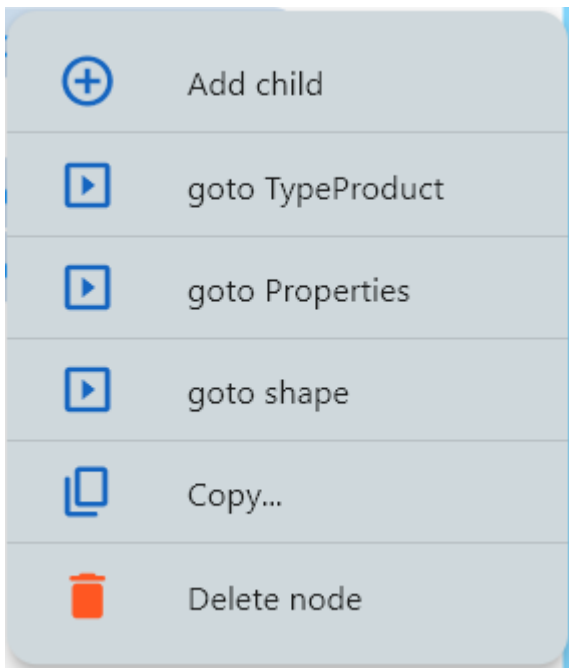 Add child
goto TypeProduct
goto Properties
goto shape
Copy...
Delete node